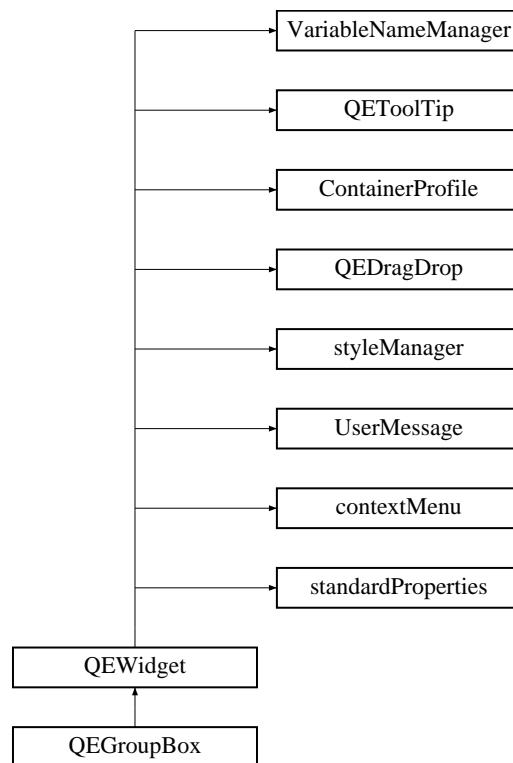 VariableNameManager
QEToolTip
ContainerProfile
QEDragDrop
styleManager
UserMessage
contextMenu
standardProperties
QEWidget
QEGroupBox